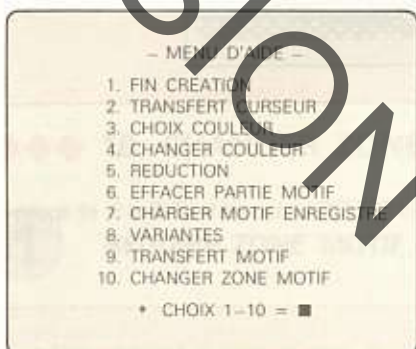 – MENU D'AIDE –
1. FIN CREATION
2. TRANSFERT CURSEUR
3. CHOIX COULEUR
4. CHANGER COULEUR
5. REDUCTION
6. EFFACER PARTIE MOTIF
7. CHARGER MOTIF ENREGISTRE
8. VARIANTES
9. TRANSFERT MOTIF
10. CHANGER ZONE MOTIF
* CHOIX 1–10 = ■